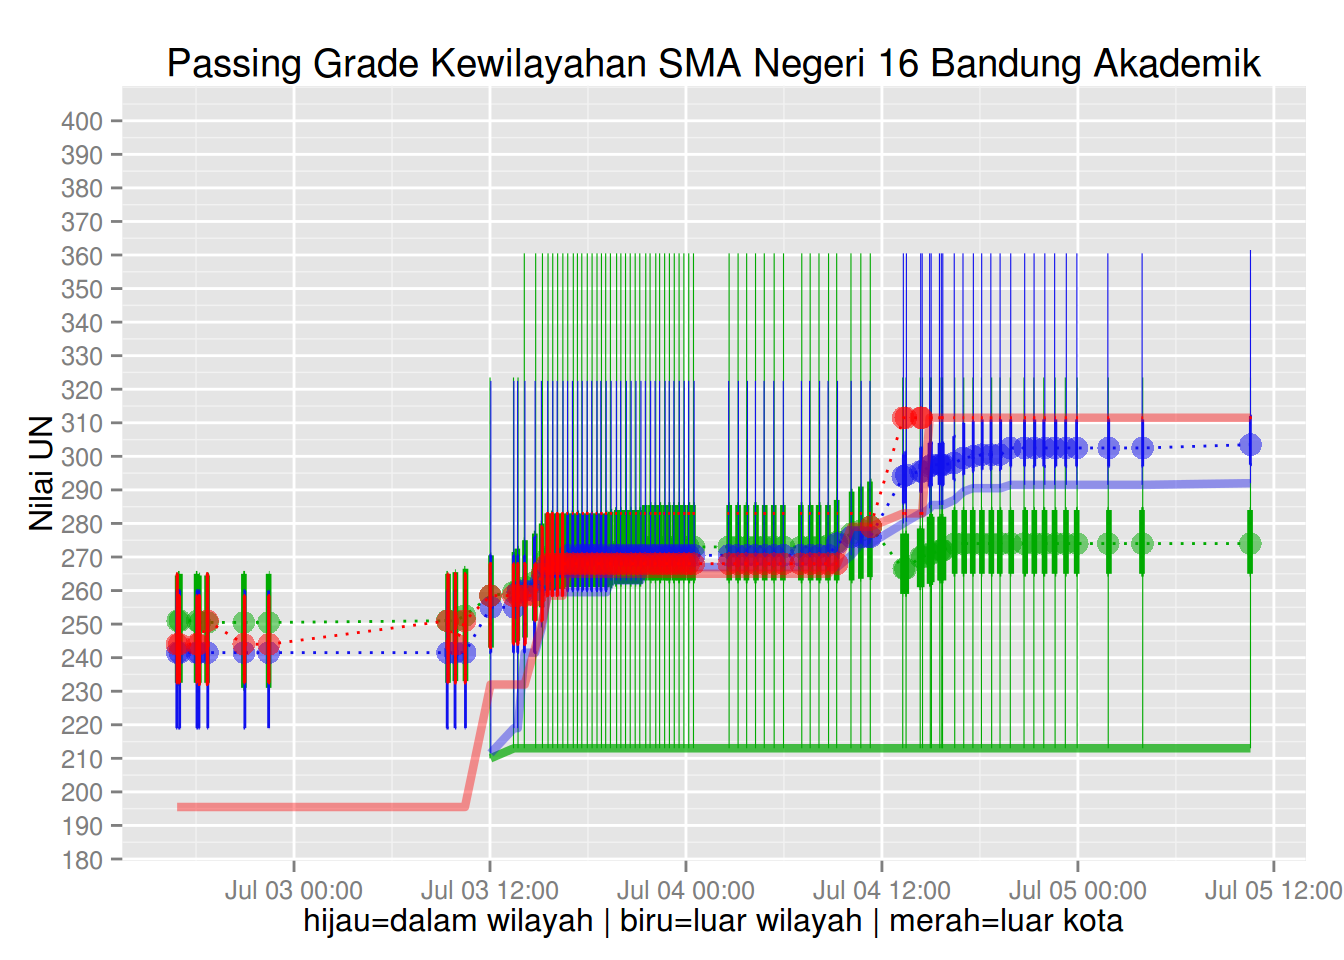 Passing Grade Kewilayahan SMA Negeri 16 Bandung Akademik
Nilai UN
400
390
380
370
360
350
340
330
320
310
300
290
280
270
260
250
240
230
220
210
200
190
180
Jul 03 00:00
Jul 03 12:00
Jul 04 00:00
Jul 04 12:00
Jul 05 00:00
Jul 05 12:00
hijau=dalam wilayah | biru=luar wilayah | merah=luar kota